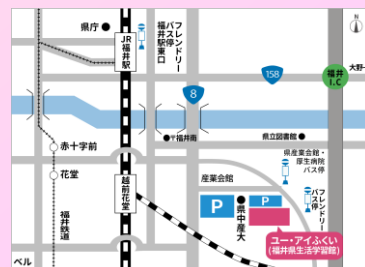 県庁
JR
福井駅
フレンドリー
バス停
福井駅東口
8
158
福井
I.C
大野
〒福井南
県立図書館
赤十字前
花堂
越前花堂
福井鉄道
ベル
県産業会館・
厚生病院
バス停
産業会館
P
P
県中産大
フレンドリー
バス停
ユー・アイふくい
(福井県生活学習館)